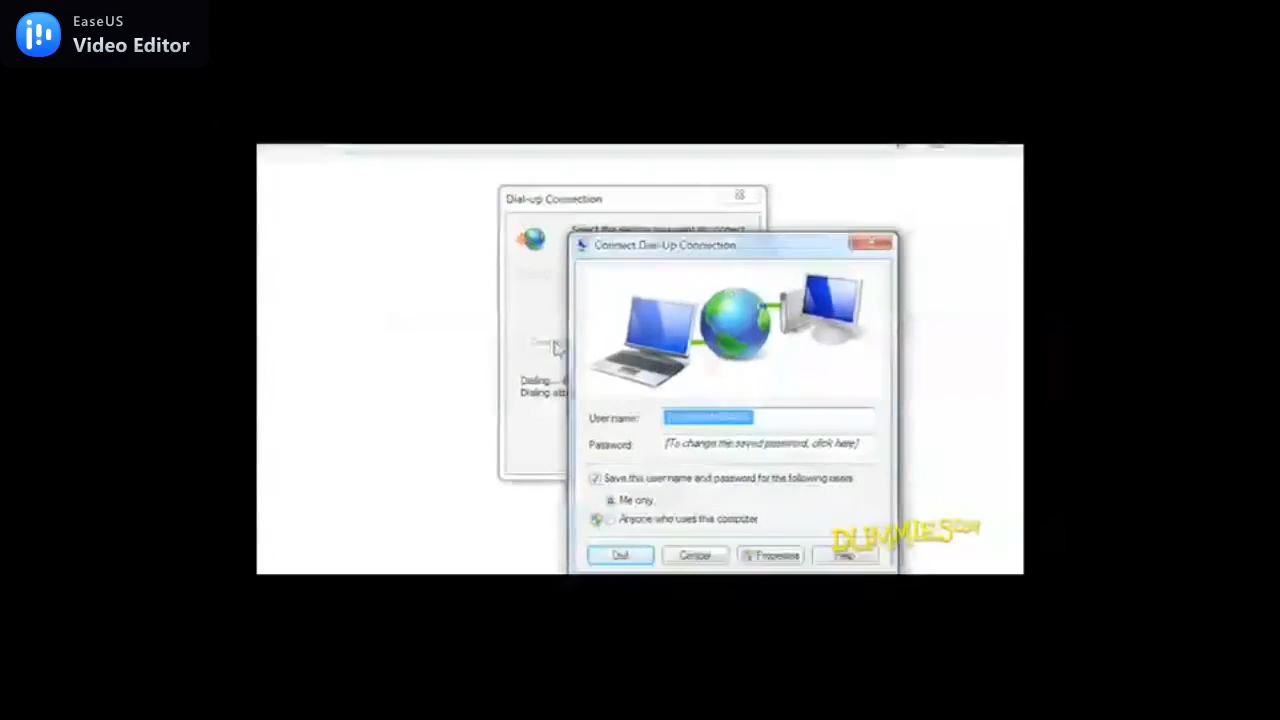 EaseUS
Video Editor
Dial-up Connection
Connect Dial-Up Connection
Dialing...
Dialing
User name:
Password:
[To change the saved password, click here]
Save this user name and password for the following users
Me only
Anyone who uses this computer
DUMMIES.COM
Dial
Cancel
Properties
Help